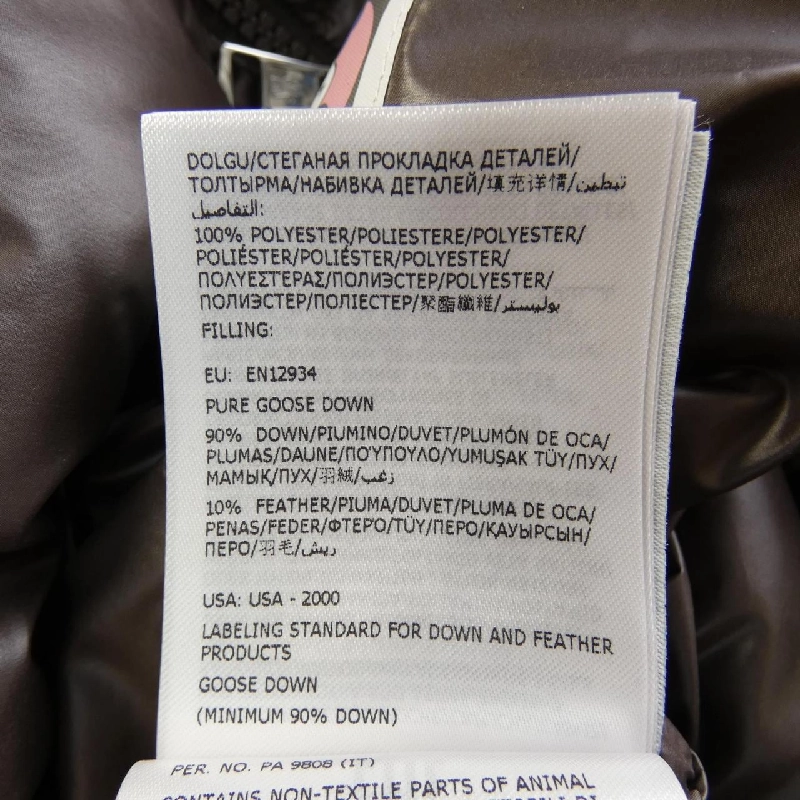 DOLGU/СТЕГАНАЯ ПРОКЛАДКА ДЕТАЛЕЙ/
ТОЛТЫРМА/НАБИВКА ДЕТАЛЕЙ/填充详情/تبطين
التفاصيل:
100% POLYESTER/POLIESTERE/POLYESTER/
POLIÉSTER/POLIÉSTER/POLYESTER/
ΠΟΛΥΕΣΤΕΡΑΣ/ПОЛИЭСТЕР/POLYESTER/
ПОЛИЭСТЕР/ПОЛІЕСТЕР/聚酯纖維/بوليستر
FILLING:
EU: EN12934
PURE GOOSE DOWN
90% DOWN/PIUMINO/DUVET/PLUMÓN DE OCA/
PLUMAS/DAUNE/ΠΟΎΠΟΥΛΟ/YUMUŞAK TÜY/ПУХ/
МАМЫҚ/ПУХ/羽絨/زغب
10% FEATHER/PIUMA/DUVET/PLUMA DE OCA/
PENAS/FEDER/ΦΤΕΡΌ/TÜY/ПЕРО/ҚАУЫРСЫН/
ПЕРО/羽毛/ريش
USA: USA - 2000
LABELING STANDARD FOR DOWN AND FEATHER
PRODUCTS
GOOSE DOWN
(MINIMUM 90% DOWN)
PER. NO. PA 9808 (IT)
CONTAINS NON-TEXTILE PARTS OF ANIMAL